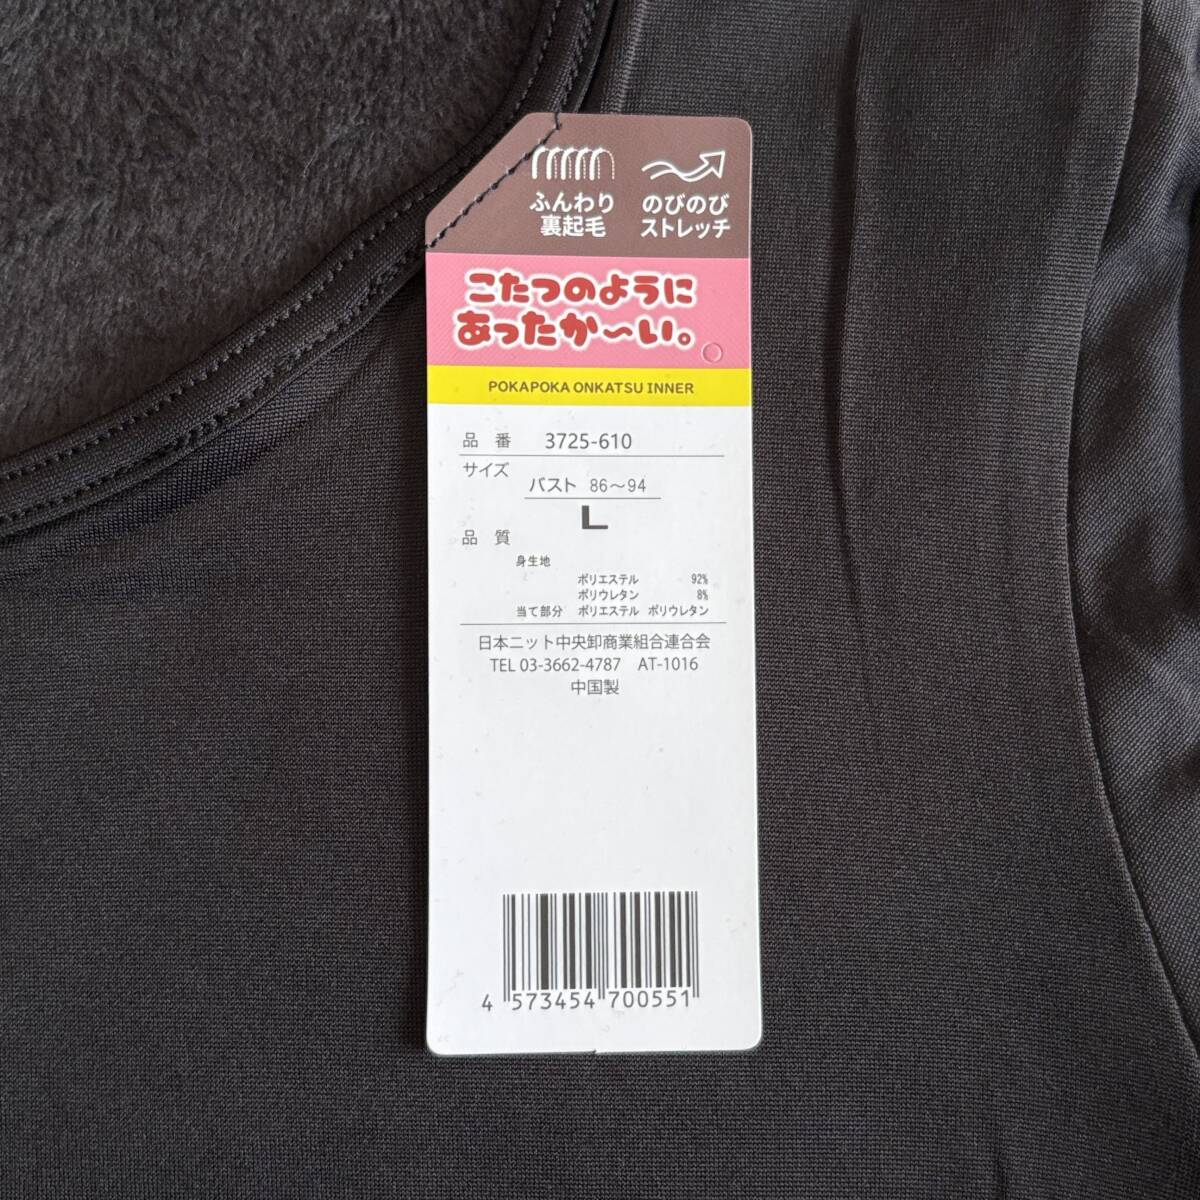 ふんわり
裏起毛
のびのび
ストレッチ
こたつのように
あったか〜い。
POKAPOKA ONKATSU INNER
品 番 3725-610
サイズ
バスト 86〜94
L
品 質
身生地
ポリエステル 92%
ポリウレタン 8%
当て部分 ポリエステル ポリウレタン
日本ニット中央卸商業組合連合会
TEL 03-3662-4787 AT-1016
中国製
4 573454 700551